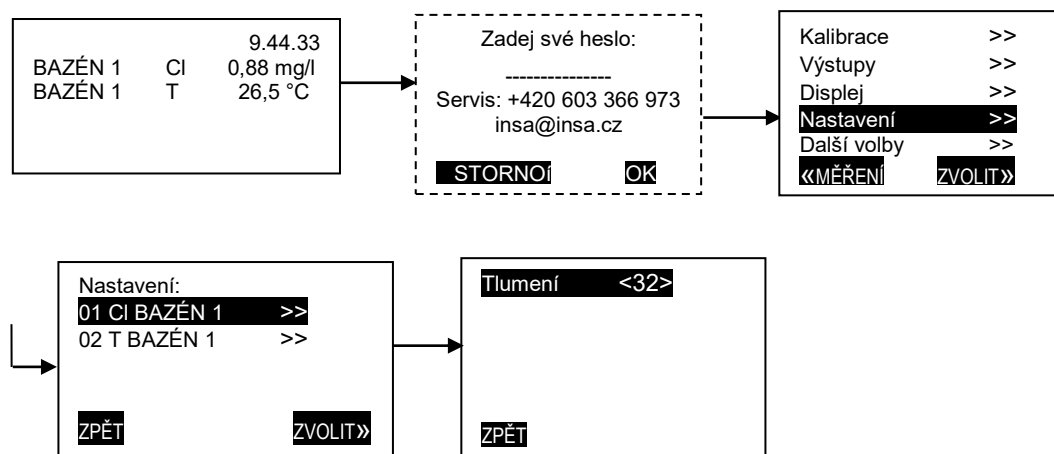 9.44.33
BAZÉN 1 Cl 0,88 mg/l
BAZÉN 1 T 26,5 °C
Zadej své heslo:
---------------
Servis: +420 603 366 973
insa@insa.cz
STORNOí OK
Kalibrace >>
Výstupy >>
Displej >>
Nastavení >>
Další volby >>
«MĚŘENÍ ZVOLIT»
Nastavení:
01 Cl BAZÉN 1 >>
02 T BAZÉN 1 >>
ZPĚT ZVOLIT»
Tlumení <32>
ZPĚT